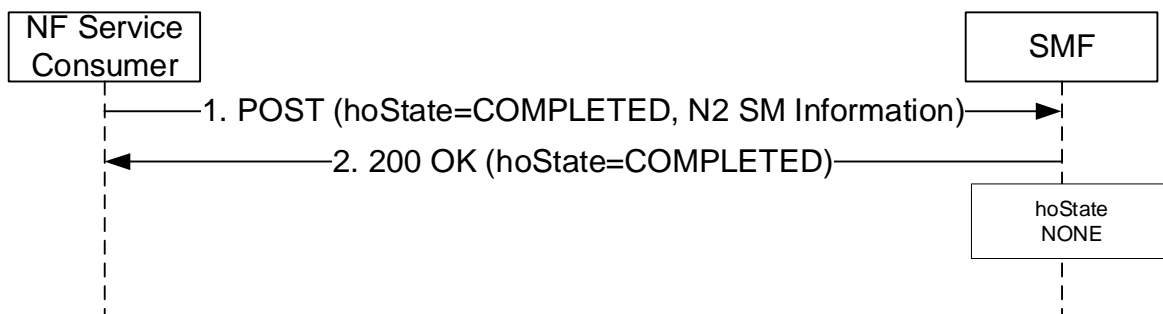 NF Service
Consumer
SMF
1. POST (hoState=COMPLETED, N2 SM Information)
2. 200 OK (hoState=COMPLETED)
hoState
NONE